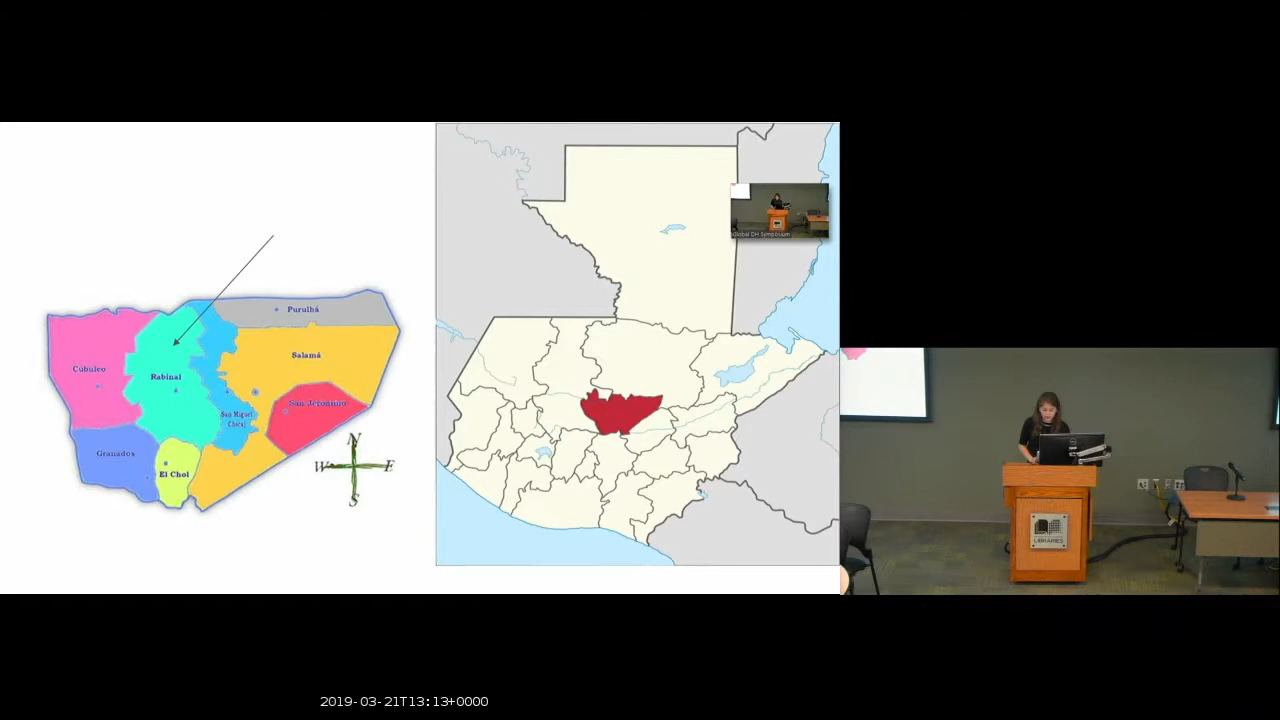 Purulhá
Salamá
Cubulco
Rabinal
San Jerónimo
San Miguel
Chicaj
Granados
El Chol
N
W
E
S
Global DH Symposium
LIBRARIES
2019-03-21T13:13+0000